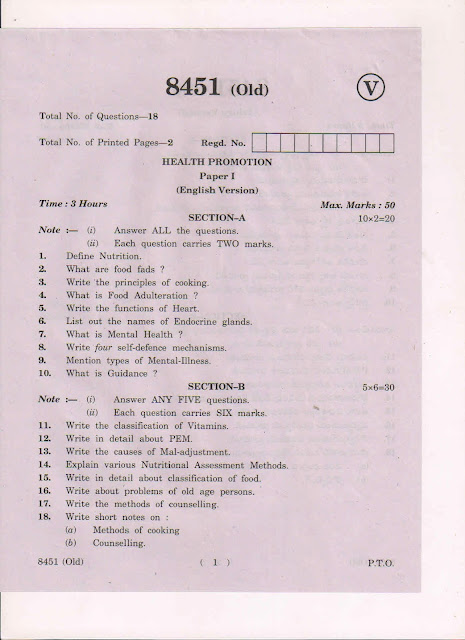 8451 (Old)
V
Total No. of Questions—18
Total No. of Printed Pages—2 Regd. No.
HEALTH PROMOTION
Paper I
(English Version)
Time : 3 Hours Max. Marks : 50
SECTION–A 10×2=20
Note :— (i) Answer ALL the questions.
(ii) Each question carries TWO marks.
1. Define Nutrition.
2. What are food fads ?
3. Write the principles of cooking.
4. What is Food Adulteration ?
5. Write the functions of Heart.
6. List out the names of Endocrine glands.
7. What is Mental Health ?
8. Write four self-defence mechanisms.
9. Mention types of Mental-Illness.
10. What is Guidance ?
SECTION–B 5×6=30
Note :— (i) Answer ANY FIVE questions.
(ii) Each question carries SIX marks.
11. Write the classification of Vitamins.
12. Write in detail about PEM.
13. Write the causes of Mal-adjustment.
14. Explain various Nutritional Assessment Methods.
15. Write in detail about classification of food.
16. Write about problems of old age persons.
17. Write the methods of counselling.
18. Write short notes on :
(a) Methods of cooking
(b) Counselling.
8451 (Old) ( 1 ) P.T.O.